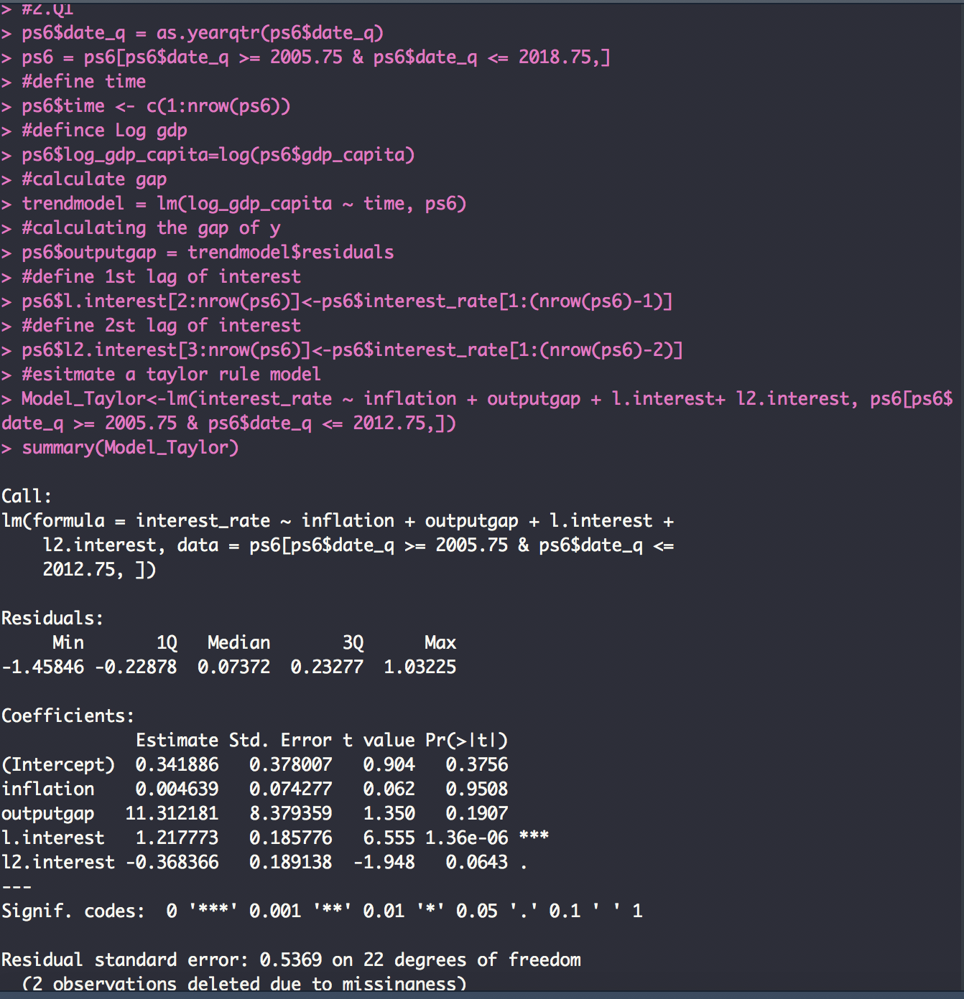 > #2.Q1
> ps6$date_q = as.yearqtr(ps6$date_q)
> ps6 = ps6[ps6$date_q >= 2005.75 & ps6$date_q <= 2018.75,]
> #define time
> ps6$time <- c(1:nrow(ps6))
> #defince Log gdp
> ps6$log_gdp_capita=log(ps6$gdp_capita)
> #calculate gap
> trendmodel = lm(log_gdp_capita ~ time, ps6)
> #calculating the gap of y
> ps6$outputgap = trendmodel$residuals
> #define 1st lag of interest
> ps6$l.interest[2:nrow(ps6)]<-ps6$interest_rate[1:(nrow(ps6)-1)]
> #define 2st lag of interest
> ps6$l2.interest[3:nrow(ps6)]<-ps6$interest_rate[1:(nrow(ps6)-2)]
> #esitmate a taylor rule model
> Model_Taylor<-lm(interest_rate ~ inflation + outputgap + l.interest+ l2.interest, ps6[ps6$
date_q >= 2005.75 & ps6$date_q <= 2012.75,])
> summary(Model_Taylor)
Call:
lm(formula = interest_rate ~ inflation + outputgap + l.interest +
    l2.interest, data = ps6[ps6$date_q >= 2005.75 & ps6$date_q <=
    2012.75, ])
Residuals:
     Min       1Q   Median       3Q      Max
-1.45846 -0.22878  0.07372  0.23277  1.03225
Coefficients:
             Estimate Std. Error t value Pr(>|t|)
(Intercept)  0.341886   0.378007   0.904   0.3756
inflation    0.004639   0.074277   0.062   0.9508
outputgap   11.312181   8.379359   1.350   0.1907
l.interest   1.217773   0.185776   6.555 1.36e-06 ***
l2.interest -0.368366   0.189138  -1.948   0.0643 .
---
Signif. codes:  0 '***' 0.001 '**' 0.01 '*' 0.05 '.' 0.1 ' ' 1
Residual standard error: 0.5369 on 22 degrees of freedom
  (2 observations deleted due to missingness)